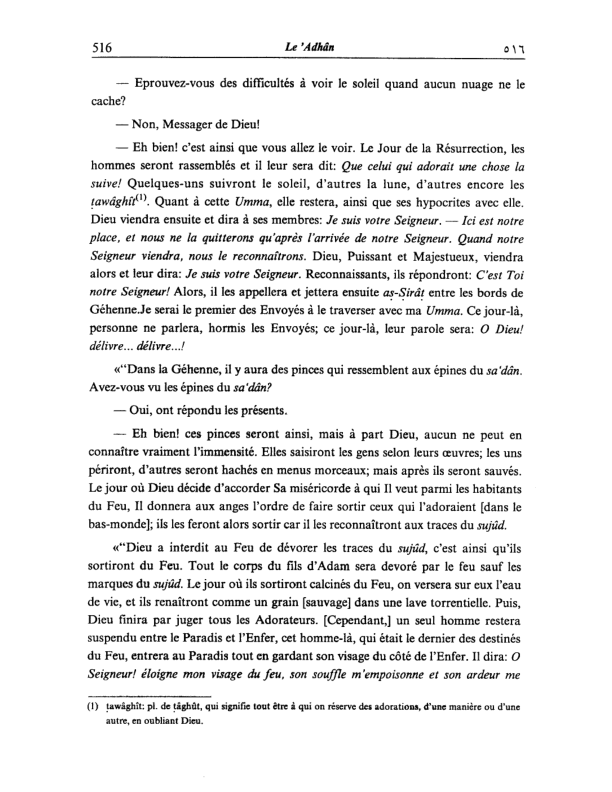 516 Le 'Adhân ٥١٦
— Eprouvez-vous des difficultés à voir le soleil quand aucun nuage ne le
cache?
— Non, Messager de Dieu!
— Eh bien! c'est ainsi que vous allez le voir. Le Jour de la Résurrection, les
hommes seront rassemblés et il leur sera dit: Que celui qui adorait une chose la
suive! Quelques-uns suivront le soleil, d'autres la lune, d'autres encore les
ṭawâghît(1). Quant à cette Umma, elle restera, ainsi que ses hypocrites avec elle.
Dieu viendra ensuite et dira à ses membres: Je suis votre Seigneur. — Ici est notre
place, et nous ne la quitterons qu'après l'arrivée de notre Seigneur. Quand notre
Seigneur viendra, nous le reconnaîtrons. Dieu, Puissant et Majestueux, viendra
alors et leur dira: Je suis votre Seigneur. Reconnaissants, ils répondront: C'est Toi
notre Seigneur! Alors, il les appellera et jettera ensuite aṣ-Ṣirâṭ entre les bords de
Géhenne.Je serai le premier des Envoyés à le traverser avec ma Umma. Ce jour-là,
personne ne parlera, hormis les Envoyés; ce jour-là, leur parole sera: O Dieu!
délivre... délivre...!
«"Dans la Géhenne, il y aura des pinces qui ressemblent aux épines du sa'dân.
Avez-vous vu les épines du sa'dân?
— Oui, ont répondu les présents.
— Eh bien! ces pinces seront ainsi, mais à part Dieu, aucun ne peut en
connaître vraiment l'immensité. Elles saisiront les gens selon leurs œuvres; les uns
périront, d'autres seront hachés en menus morceaux; mais après ils seront sauvés.
Le jour où Dieu décide d'accorder Sa miséricorde à qui Il veut parmi les habitants
du Feu, Il donnera aux anges l'ordre de faire sortir ceux qui l'adoraient [dans le
bas-monde]; ils les feront alors sortir car il les reconnaîtront aux traces du sujûd.
«"Dieu a interdit au Feu de dévorer les traces du sujûd, c'est ainsi qu'ils
sortiront du Feu. Tout le corps du fils d'Adam sera devoré par le feu sauf les
marques du sujûd. Le jour où ils sortiront calcinés du Feu, on versera sur eux l'eau
de vie, et ils renaîtront comme un grain [sauvage] dans une lave torrentielle. Puis,
Dieu finira par juger tous les Adorateurs. [Cependant,] un seul homme restera
suspendu entre le Paradis et l'Enfer, cet homme-là, qui était le dernier des destinés
du Feu, entrera au Paradis tout en gardant son visage du côté de l'Enfer. Il dira: O
Seigneur! éloigne mon visage du feu, son souffle m'empoisonne et son ardeur me
(1) ṭawâghît: pl. de ṭâghût, qui signifie tout être à qui on réserve des adorations, d'une manière ou d'une
autre, en oubliant Dieu.